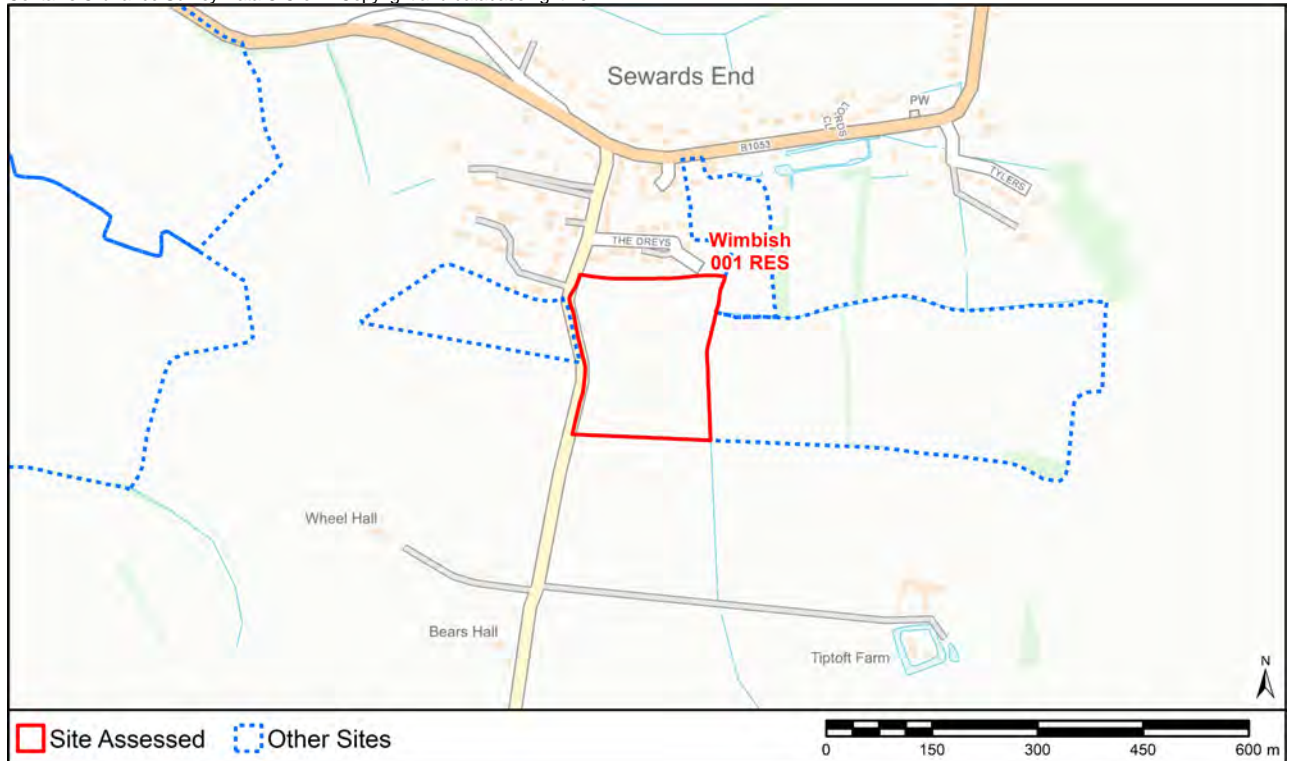 Sewards End
PW
FORDS
CL
B1053
TYLERS
THE DREYS
Wimbish
001 RES
Wheel Hall
Bears Hall
Tiptoft Farm
N
Site Assessed
Other Sites
0
150
300
450
600 m